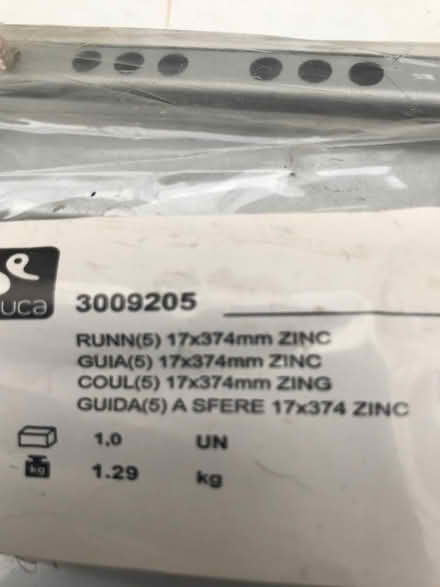 uca
3009205
RUNN(5) 17x374mm ZINC
GUIA(5) 17x374mm ZINC
COUL(5) 17x374mm ZING
GUIDA(5) A SFERE 17x374 ZINC
1,0 UN
kg 1.29 kg